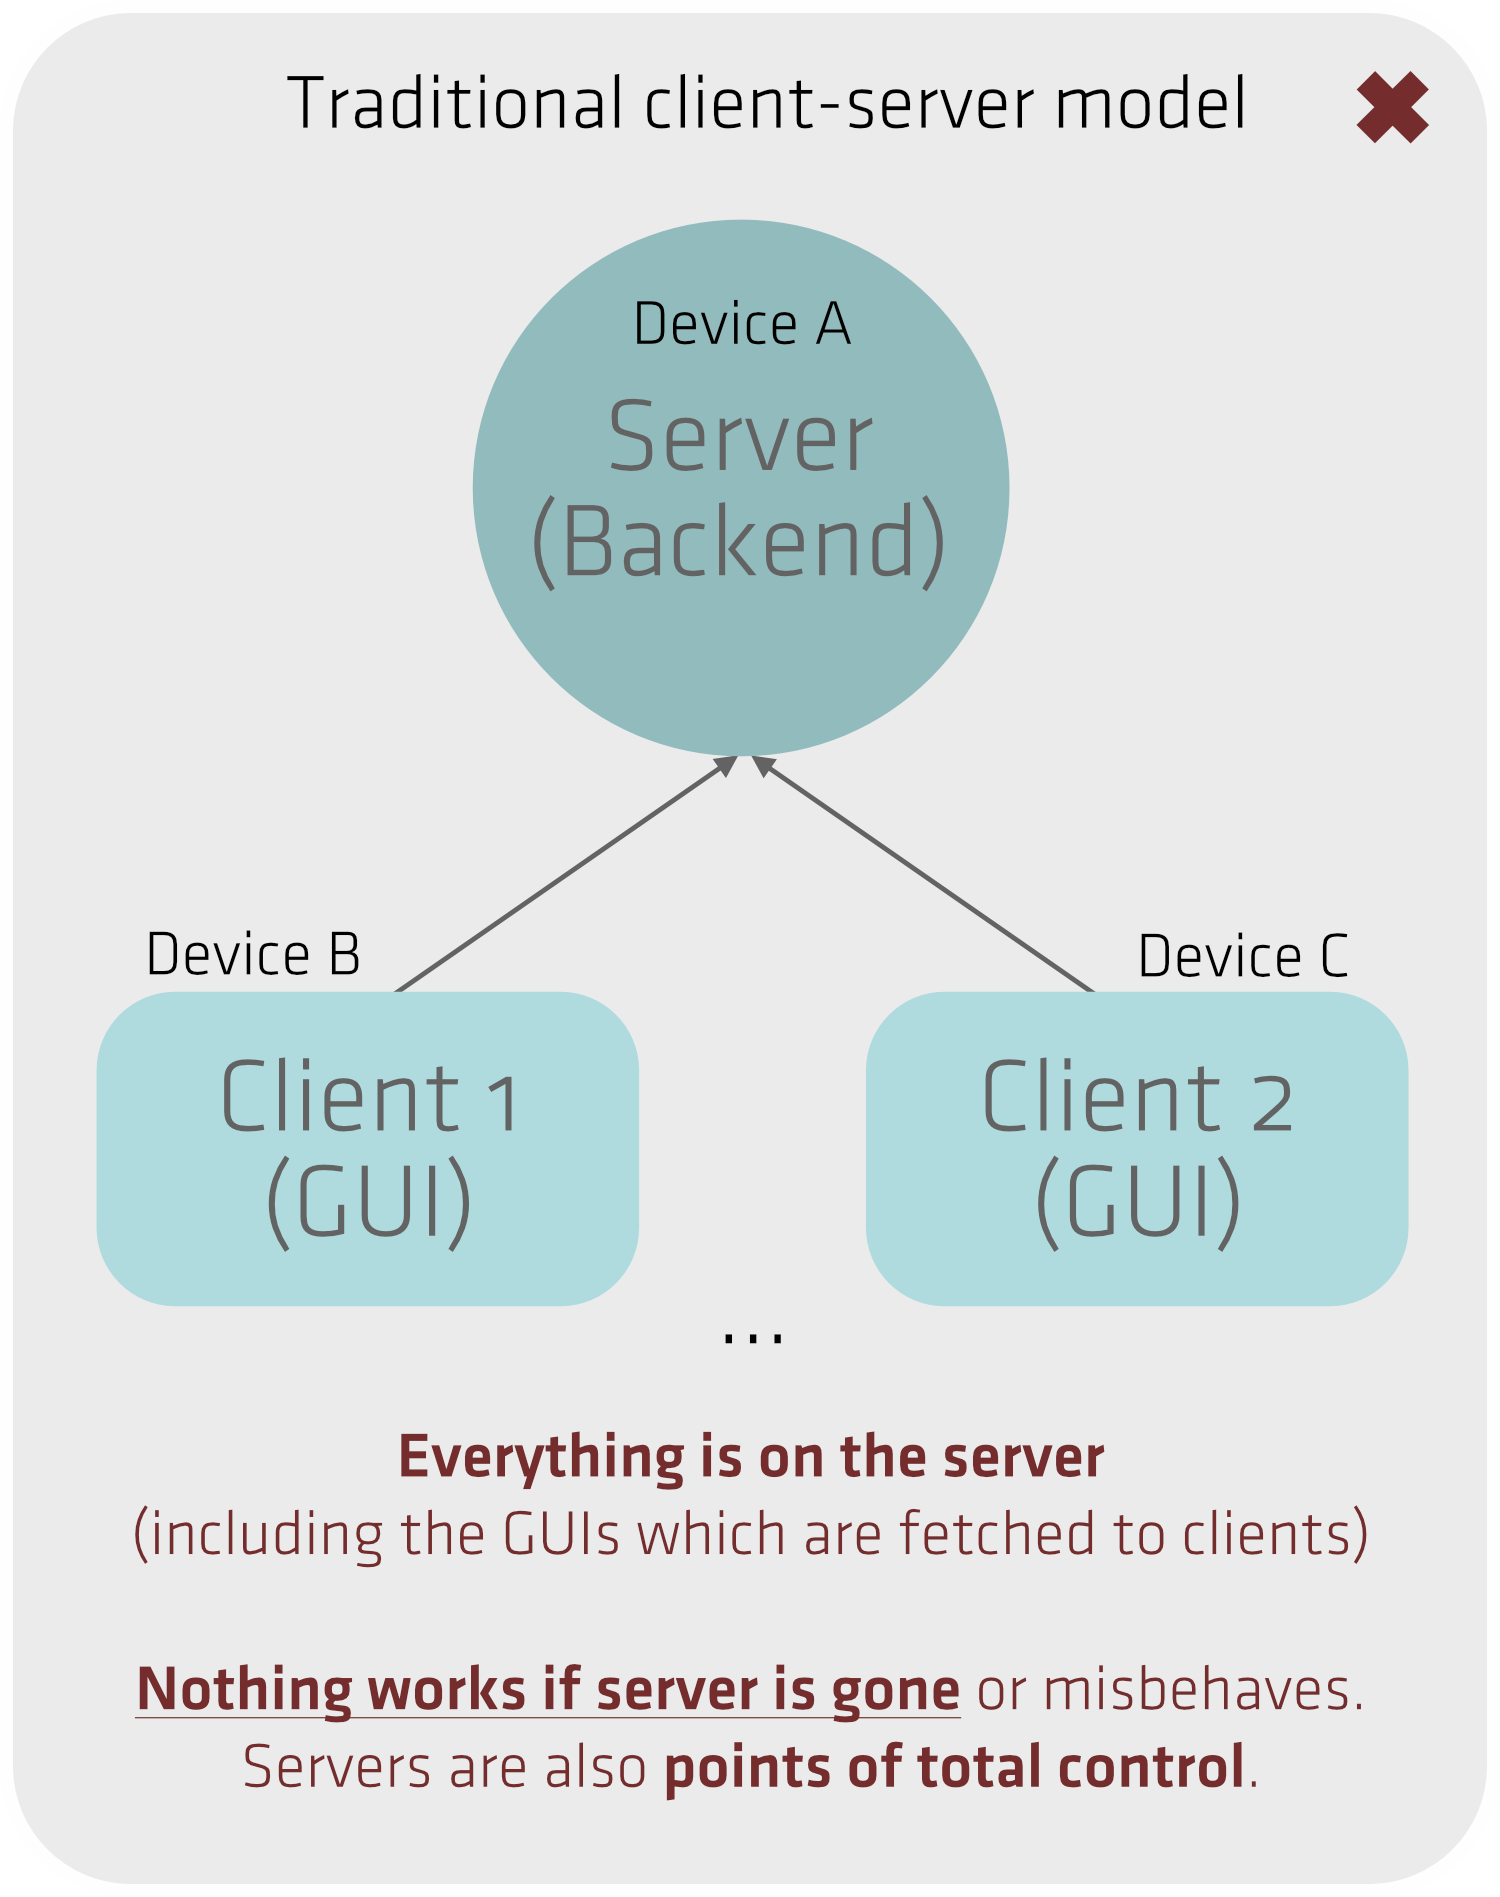 Traditional client-server model
Device A
Server
(Backend)
Device B
Device C
Client 1
(GUI)
Client 2
(GUI)
...
Everything is on the server
(including the GUIs which are fetched to clients)
Nothing works if server is gone or misbehaves.
Servers are also points of total control.